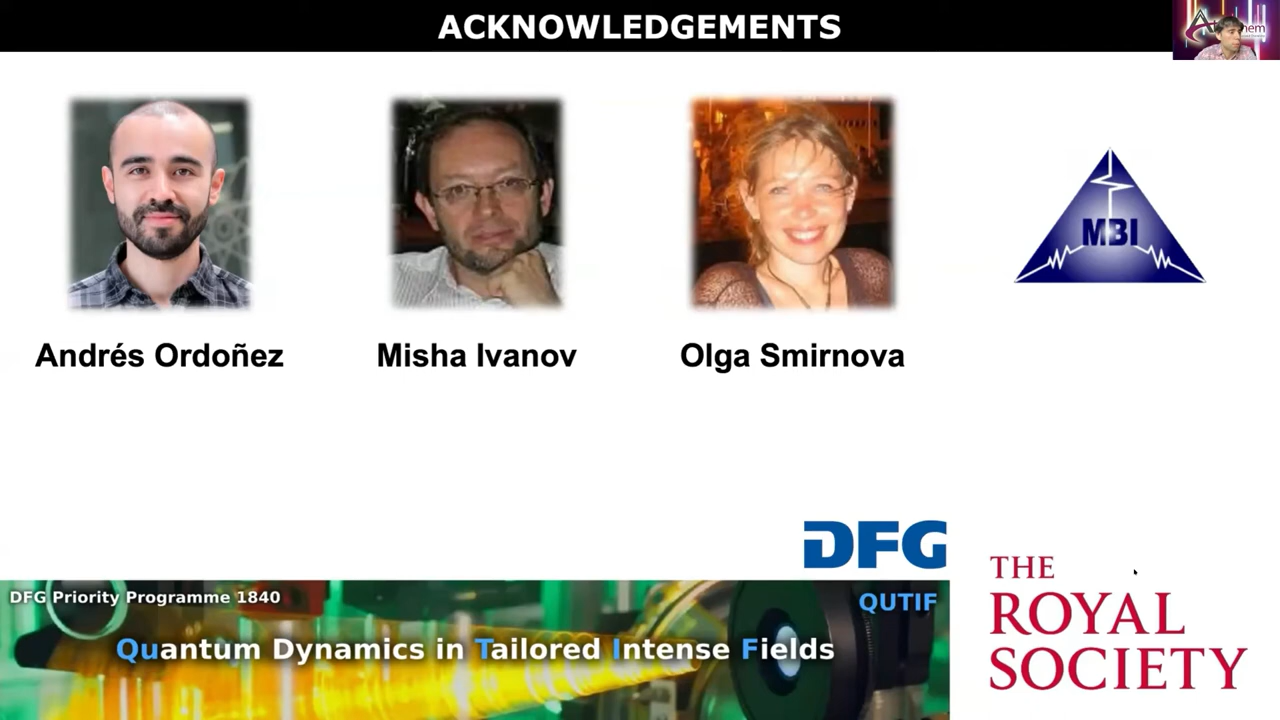 ACKNOWLEDGEMENTS
Andrés Ordoñez
Misha Ivanov
Olga Smirnova
MBI
DFG
DFG Priority Programme 1840
QUTIF
Quantum Dynamics in Tailored Intense Fields
THE
ROYAL
SOCIETY